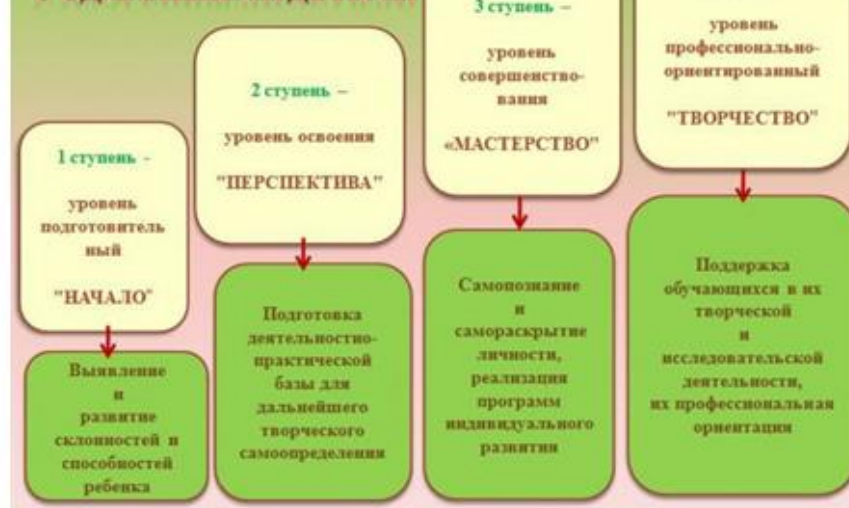 1 ступень -
уровень
подготовитель
ный
"НАЧАЛО"
Выявление
и
развитие
склонностей и
способностей
ребенка
2 ступень –
уровень освоения
"ПЕРСПЕКТИВА"
Подготовка
деятельностно-
практической
базы для
дальнейшего
творческого
самоопределения
3 ступень –
уровень
совершенство-
вания
«МАСТЕРСТВО"
Самопознание
и
самораскрытие
личности,
реализация
программ
индивидуального
развития
уровень
профессионально-
ориентированный
"ТВОРЧЕСТВО"
Поддержка
обучающихся в их
творческой
и
исследовательской
деятельности,
их профессиональная
ориентация